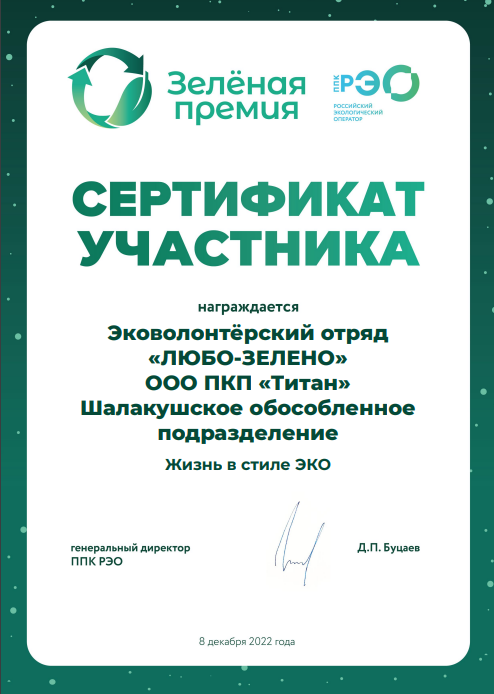 Зелёная
премия
ППК РЭО
РОССИЙСКИЙ
ЭКОЛОГИЧЕСКИЙ
ОПЕРАТОР
СЕРТИФИКАТ
УЧАСТНИКА
награждается
Эковолонтёрский отряд
«ЛЮБО-ЗЕЛЕНО»
ООО ПКП «Титан»
Шалакушское обособленное
подразделение
Жизнь в стиле ЭКО
генеральный директор
ППК РЭО
Д.П. Буцаев
8 декабря 2022 года